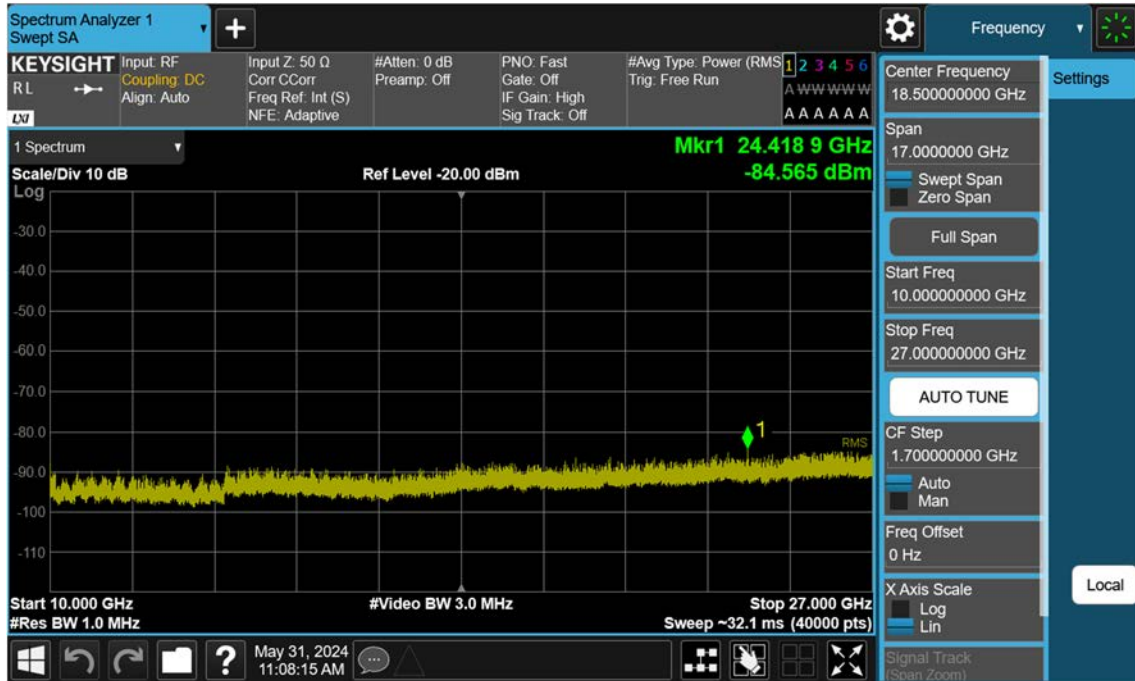 Spectrum Analyzer 1
Swept SA
Frequency
KEYSIGHT
R L
LXI
Input: RF
Coupling: DC
Align: Auto
Input Z: 50 Ω
Corr CCorr
Freq Ref: Int (S)
NFE: Adaptive
#Atten: 0 dB
Preamp: Off
PNO: Fast
Gate: Off
IF Gain: High
Sig Track: Off
#Avg Type: Power (RMS
Trig: Free Run
1 2 3 4 5 6
A W W W W W
A A A A A A
1 Spectrum
Scale/Div 10 dB
Log
Ref Level -20.00 dBm
Mkr1 24.418 9 GHz
-84.565 dBm
-30.0
-40.0
-50.0
-60.0
-70.0
-80.0
-90.0
-100
-110
1
RMS
Start 10.000 GHz
#Res BW 1.0 MHz
#Video BW 3.0 MHz
Stop 27.000 GHz
Sweep ~32.1 ms (40000 pts)
Center Frequency
18.500000000 GHz
Span
17.0000000 GHz
Swept Span
Zero Span
Full Span
Start Freq
10.000000000 GHz
Stop Freq
27.000000000 GHz
AUTO TUNE
CF Step
1.700000000 GHz
Auto
Man
Freq Offset
0 Hz
X Axis Scale
Log
Lin
Signal Track
(Span Zoom)
Settings
Local
?
May 31, 2024
11:08:15 AM